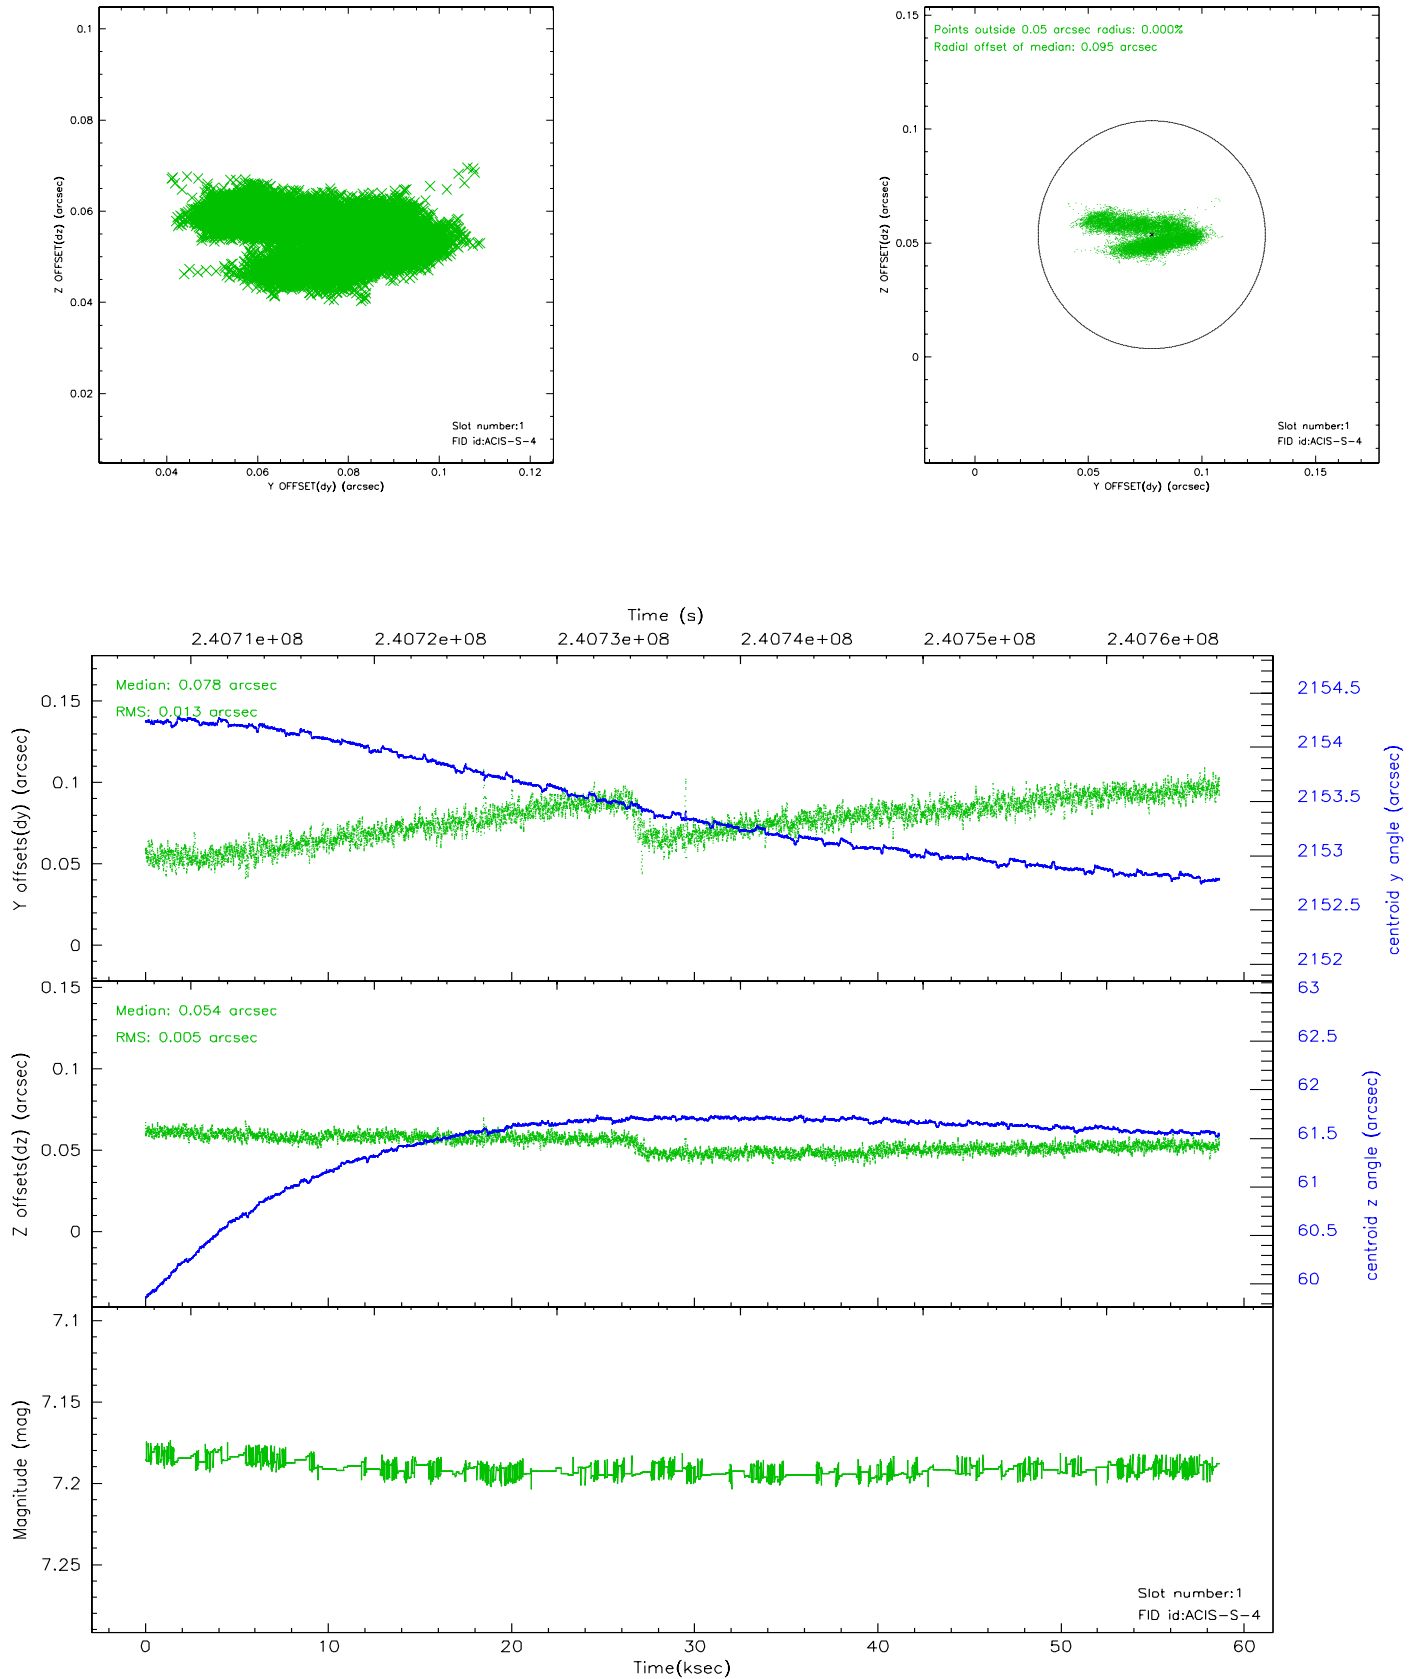 0.1
0.08
0.06
0.04
0.02
Z OFFSET(dz) (arcsec)
0.04 0.06 0.08 0.1 0.12
Y OFFSET(dy) (arcsec)
Slot number:1
FID id:ACIS-S-4
Points outside 0.05 arcsec radius: 0.000%
Radial offset of median: 0.095 arcsec
0.15
0.1
0.05
0
Z OFFSET(dz) (arcsec)
0 0.05 0.1 0.15
Y OFFSET(dy) (arcsec)
Slot number:1
FID id:ACIS-S-4
Time (s)
2.4071e+08 2.4072e+08 2.4073e+08 2.4074e+08 2.4075e+08 2.4076e+08
Median: 0.078 arcsec
RMS: 0.013 arcsec
0.15
0.1
0.05
0
Y offsets(dy) (arcsec)
2154.5
2154
2153.5
2153
2152.5
2152
centroid y angle (arcsec)
Median: 0.054 arcsec
RMS: 0.005 arcsec
0.15
0.1
0.05
0
Z offsets(dz) (arcsec)
63
62.5
62
61.5
61
60.5
60
centroid z angle (arcsec)
7.1
7.15
7.2
7.25
Magnitude (mag)
Slot number:1
FID id:ACIS-S-4
0 10 20 30 40 50 60
Time(ksec)